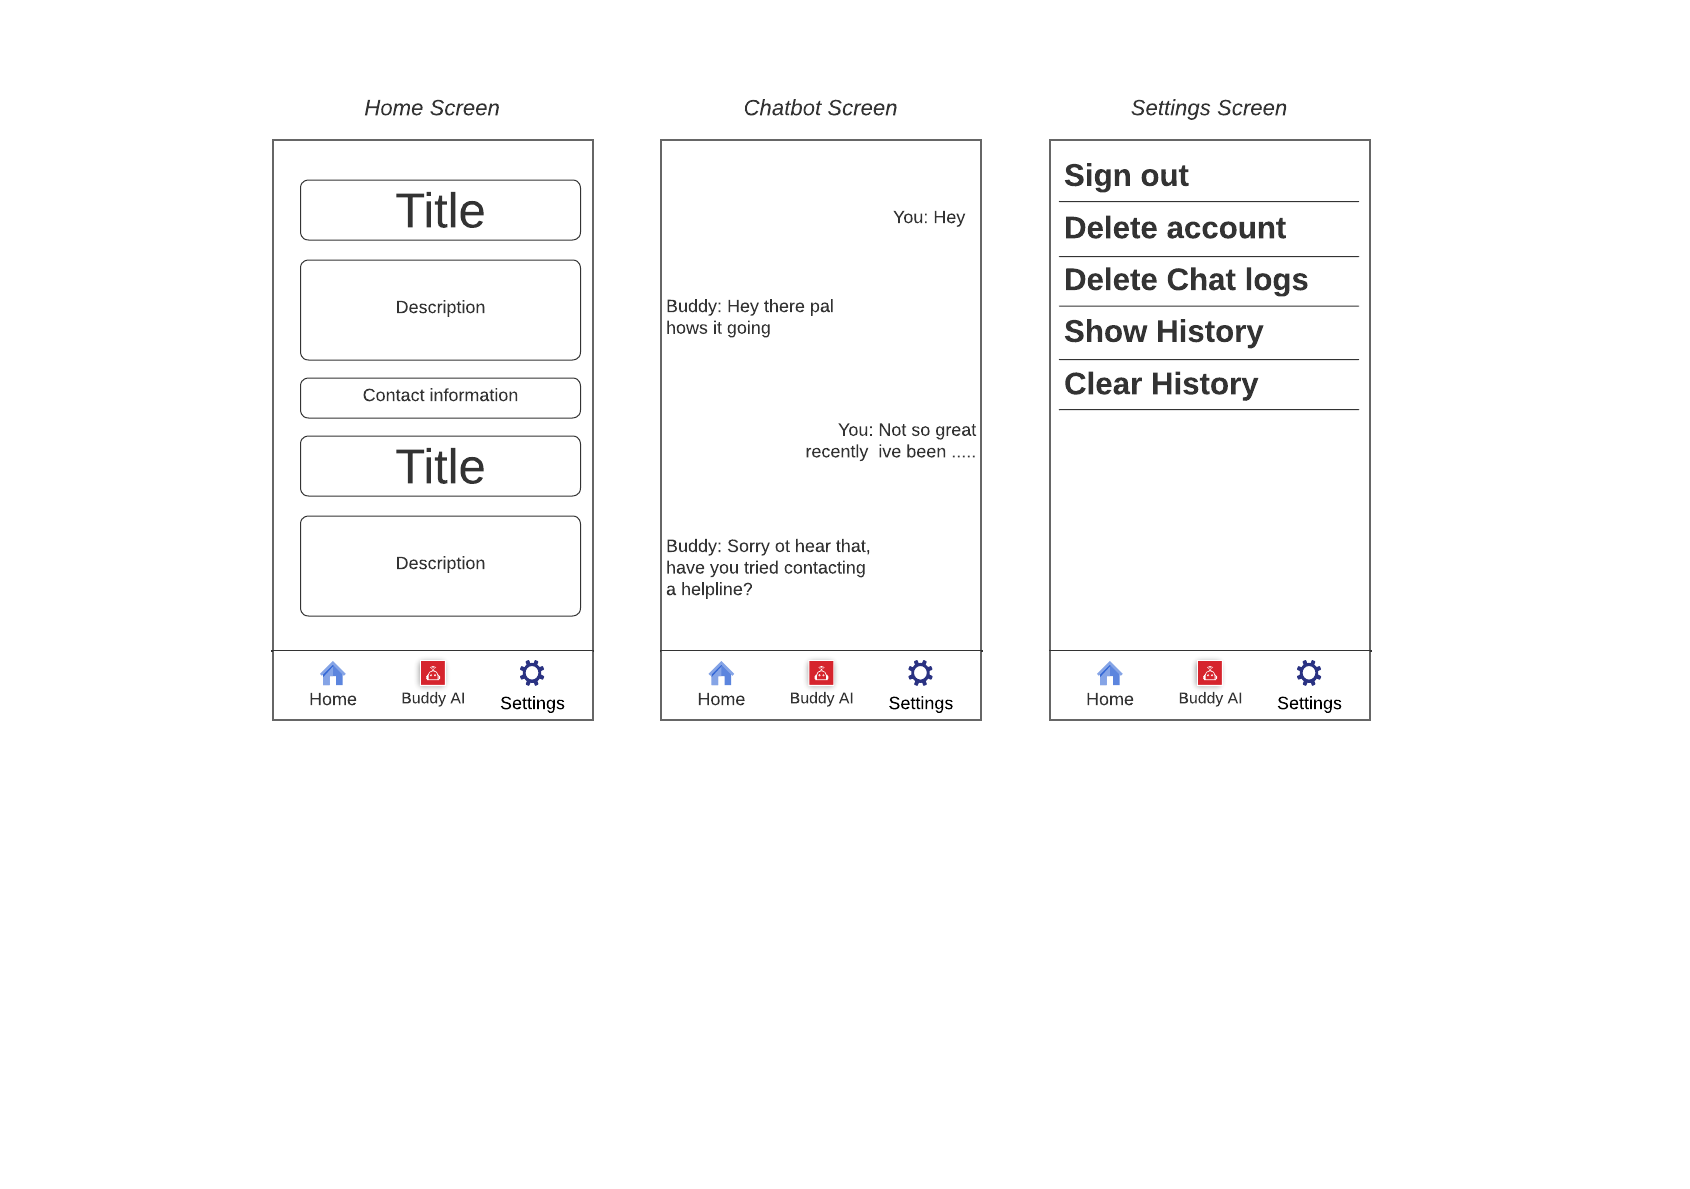 Home Screen
Title
Description
Contact information
Title
Description
Home
Buddy AI
Settings
Chatbot Screen
You: Hey
Buddy: Hey there pal
hows it going
You: Not so great
recently  ive been .....
Buddy: Sorry ot hear that,
have you tried contacting
a helpline?
Home
Buddy AI
Settings
Settings Screen
Sign out
Delete account
Delete Chat logs
Show History
Clear History
Home
Buddy AI
Settings